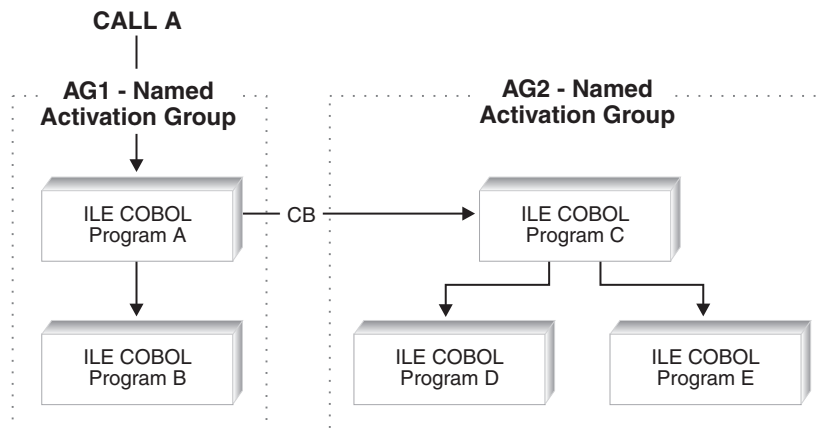 CALL A
AG1 - Named
Activation Group
AG2 - Named
Activation Group
ILE COBOL
Program A
CB
ILE COBOL
Program C
ILE COBOL
Program B
ILE COBOL
Program D
ILE COBOL
Program E